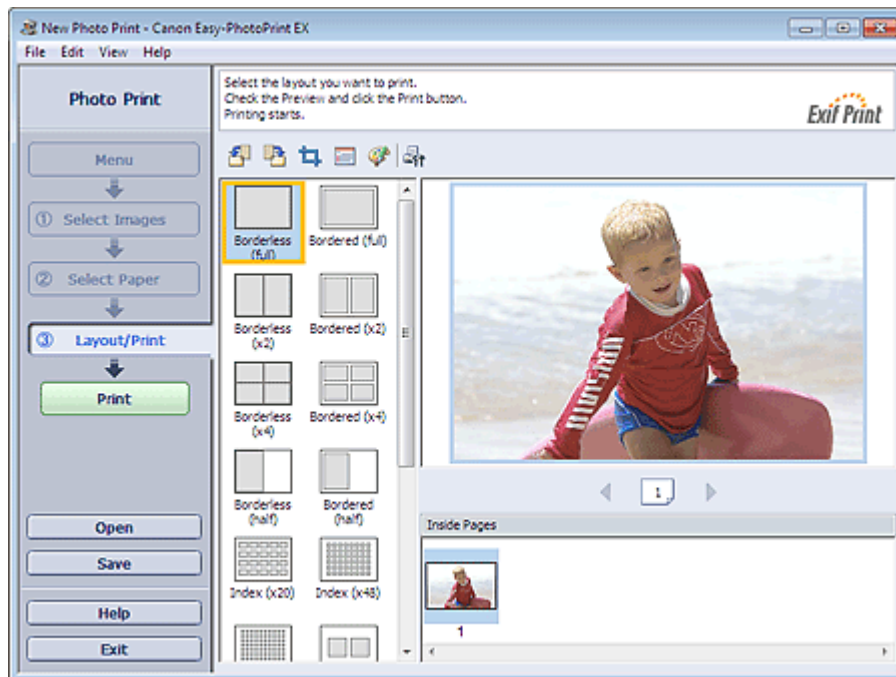 New Photo Print - Canon Easy-PhotoPrint EX
File Edit View Help
Photo Print
Select the layout you want to print.
Check the Preview and click the Print button.
Printing starts.
Exif Print
Menu
① Select Images
② Select Paper
③ Layout/Print
Print
Open
Save
Help
Exit
Borderless
(full)
Bordered (full)
Borderless
(x2)
Bordered (x2)
Borderless
(x4)
Bordered (x4)
Borderless
(half)
Bordered
(half)
Index (x20)
Index (x48)
1
Inside Pages
1